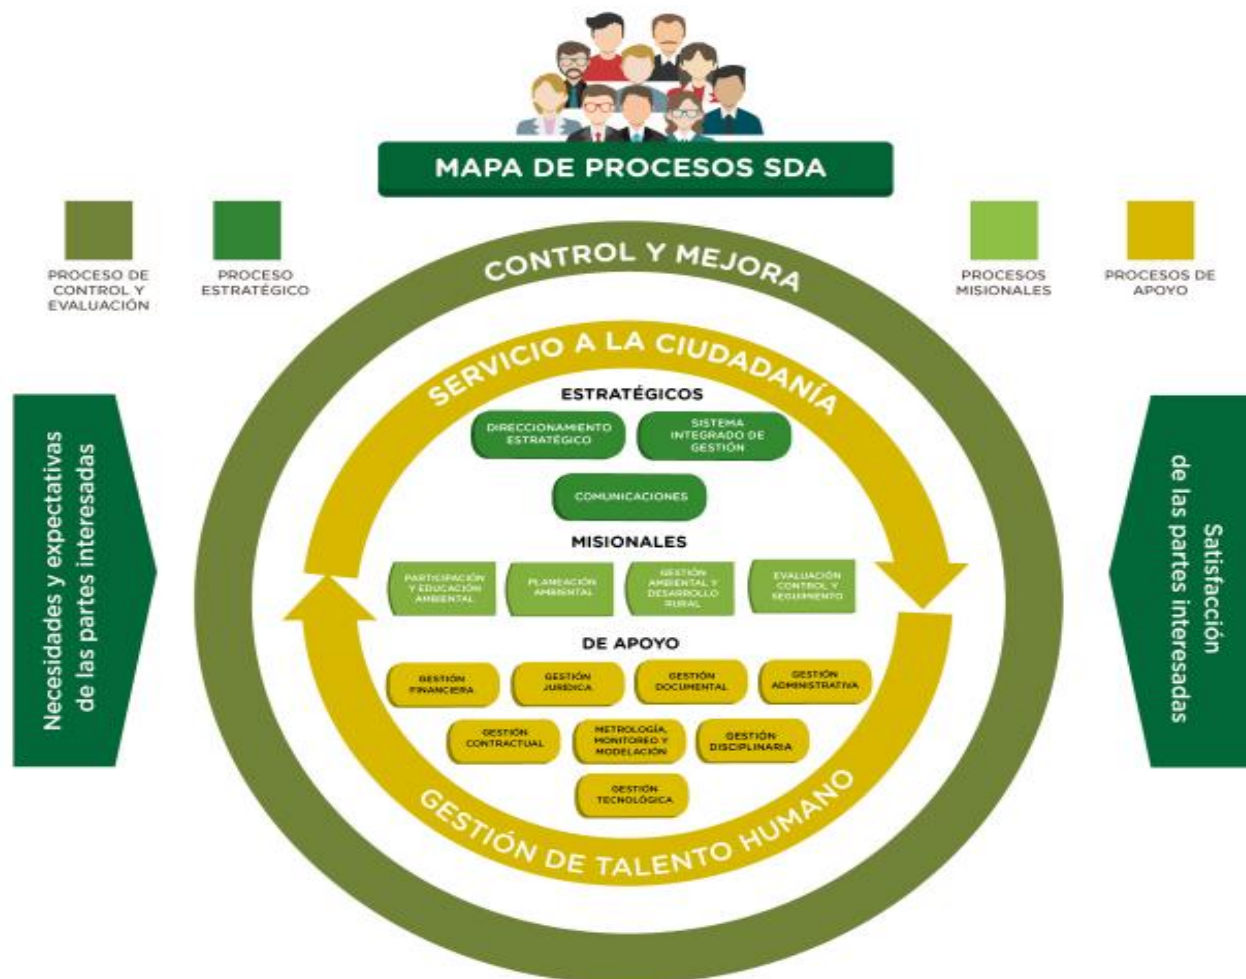 MAPA DE PROCESOS SDA
PROCESO DE
CONTROL Y
EVALUACIÓN
PROCESO
ESTRATÉGICO
PROCESOS
MISIONALES
PROCESOS DE
APOYO
CONTROL Y MEJORA
SERVICIO A LA CIUDADANÍA
Necesidades y expectativas
de las partes interesadas
ESTRATÉGICOS
DIRECCIONAMIENTO
ESTRATÉGICO
SISTEMA
INTEGRADO DE
GESTIÓN
COMUNICACIONES
MISIONALES
PARTICIPACIÓN
Y EDUCACIÓN
AMBIENTAL
PLANEACIÓN
AMBIENTAL
GESTIÓN
AMBIENTAL Y
DESARROLLO
RURAL
EVALUACIÓN
CONTROL Y
SEGUIMIENTO
DE APOYO
GESTIÓN
FINANCIERA
GESTIÓN
JURÍDICA
GESTIÓN
DOCUMENTAL
GESTIÓN
ADMINISTRATIVA
GESTIÓN
CONTRACTUAL
METROLOGÍA,
MONITOREO Y
MODELACIÓN
GESTIÓN
DISCIPLINARIA
GESTIÓN
TECNOLÓGICA
GESTIÓN DE TALENTO HUMANO
Satisfacción
de las partes interesadas